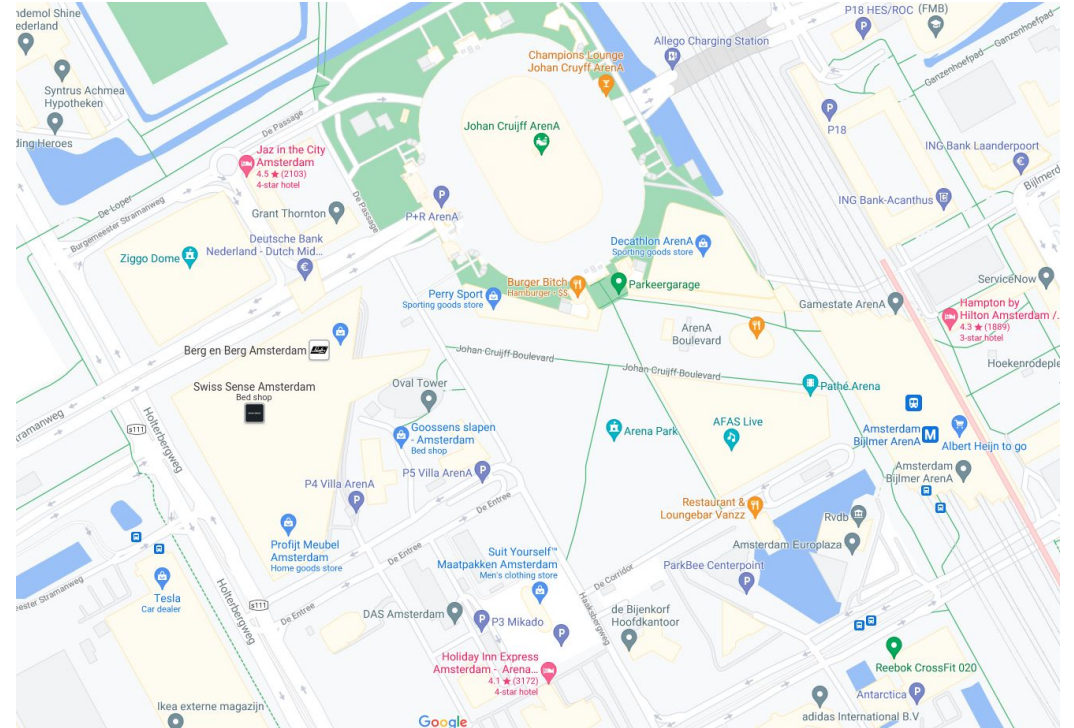 P18 HES/ROC
(FMB)
ndemol Shine
ederland
Allego Charging Station
Ganzenhoefpad
Champions Lounge
Johan Cruyff ArenA
Ganzenhoefpad
Syntrus Achmea
Hypotheken
De Passage
P18
Johan Cruijff ArenA
ding Heroes
Jaz in the City
Amsterdam
4.5 ★ (2103)
4-star hotel
ING Bank Laanderpoort
Bijlmerd
De Passage
De Loper
Burgemeester Stramanweg
Grant Thornton
P+R ArenA
ING Bank-Acanthus
Deutsche Bank
Nederland - Dutch Mid...
Ziggo Dome
Decathlon ArenA
Sporting goods store
Burger Bitch
Hamburger • $$
Parkeergarage
ServiceNow
Perry Sport
Sporting goods store
Gamestate ArenA
Hampton by
Hilton Amsterdam /.
4.3 ★ (1889)
3-star hotel
ArenA
Boulevard
Berg en Berg Amsterdam
Johan Cruijff Boulevard
Johan Cruijff Boulevard
Hoekenrodeple
Swiss Sense Amsterdam
Bed shop
Oval Tower
Pathé Arena
stramanweg
Holterbergweg
s111
Goossens slapen
- Amsterdam
Bed shop
Arena Park
AFAS Live
Amsterdam
Bijlmer ArenA
M
Albert Heijn to go
P5 Villa ArenA
P4 Villa ArenA
Amsterdam
Bijlmer ArenA
De Entree
Restaurant &
Loungebar Vanzz
Rvdb
Profijt Meubel
Amsterdam
Home goods store
De Entree
Amsterdam Europlaza
Suit Yourself™
Maatpakken Amsterdam
Men's clothing store
De Corridor
ParkBee Centerpoint
Tesla
Car dealer
eester Stramanweg
Holterbergweg
s111
De Entree
DAS Amsterdam
P3 Mikado
Haaksbergweg
de Bijenkorf
Hoofdkantoor
Holiday Inn Express
Amsterdam - Arena...
4.1 ★ (3172)
4-star hotel
Reebok CrossFit 020
Antarctica
Ikea externe magazijn
adidas International B.V
Google